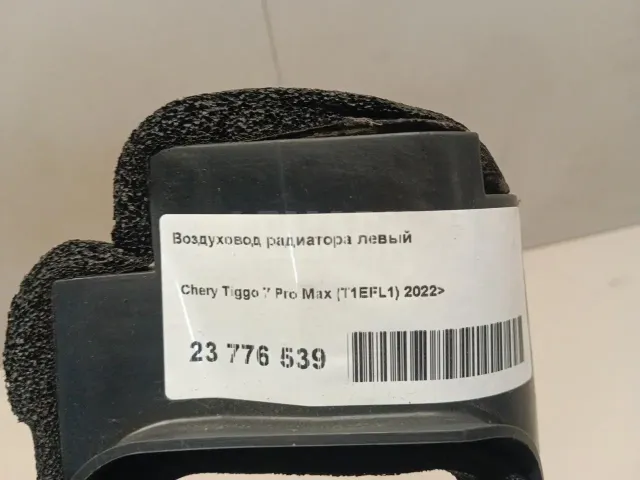 Воздуховод радиатора левый
Chery Tiggo 7 Pro Max (T1EFL1) 2022>
23 776 539